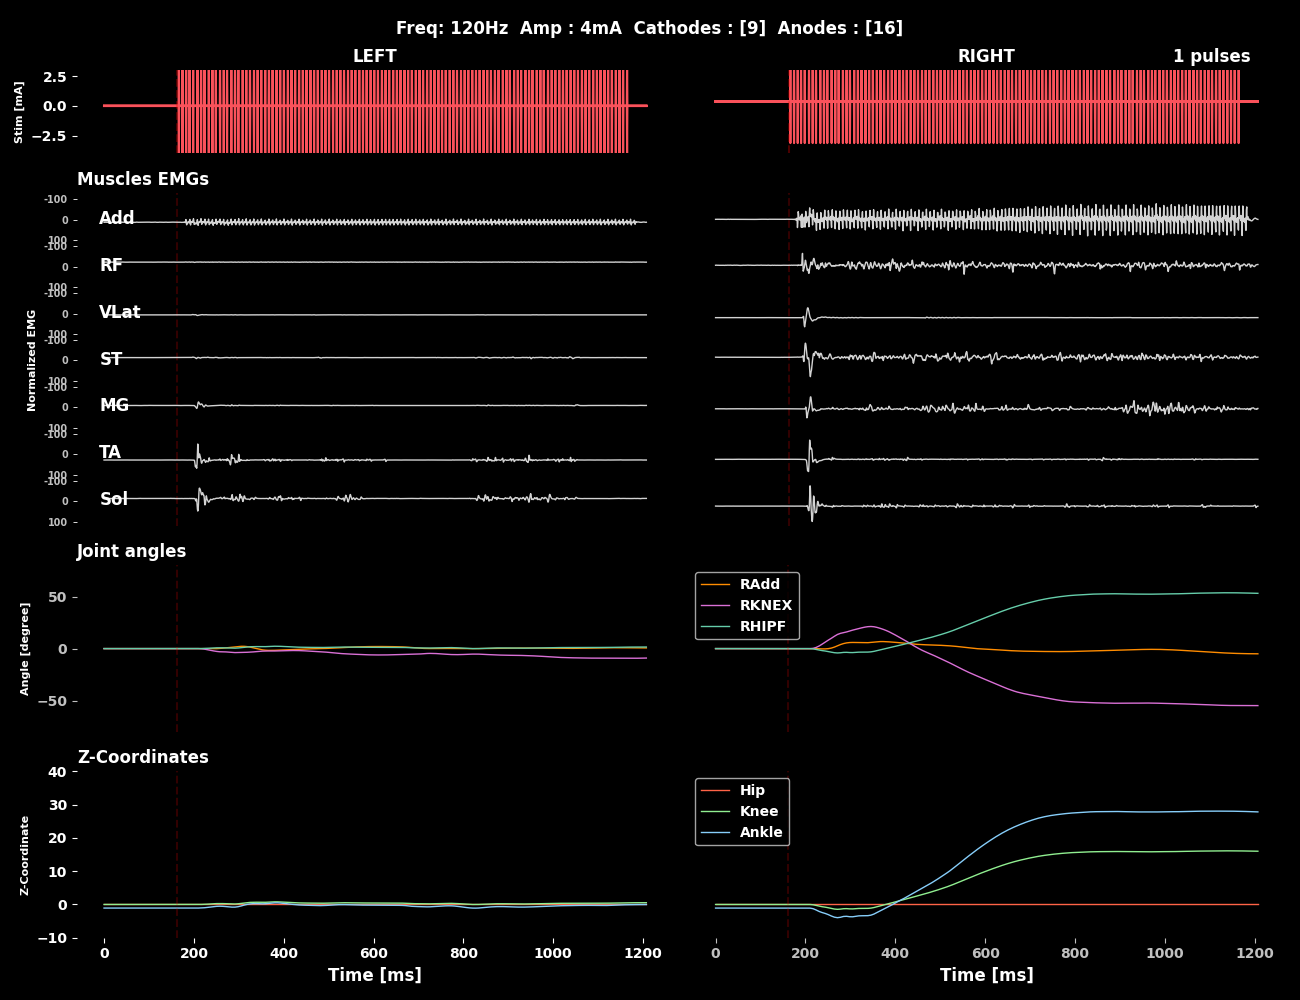 Freq: 120Hz  Amp : 4mA  Cathodes : [9]  Anodes : [16]
LEFT
RIGHT
1 pulses
Stim [mA]
2.5
0.0
−2.5
Muscles EMGs
Normalized EMG
-100
0
100
Add
-100
0
100
RF
-100
0
100
VLat
-100
0
100
ST
-100
0
100
MG
-100
0
100
TA
-100
0
100
Sol
Joint angles
Angle [degree]
50
0
−50
RAdd
RKNEX
RHIPF
Z-Coordinates
Z-Coordinate
40
30
20
10
0
−10
Hip
Knee
Ankle
0 200 400 600 800 1000 1200
Time [ms]
0 200 400 600 800 1000 1200
Time [ms]